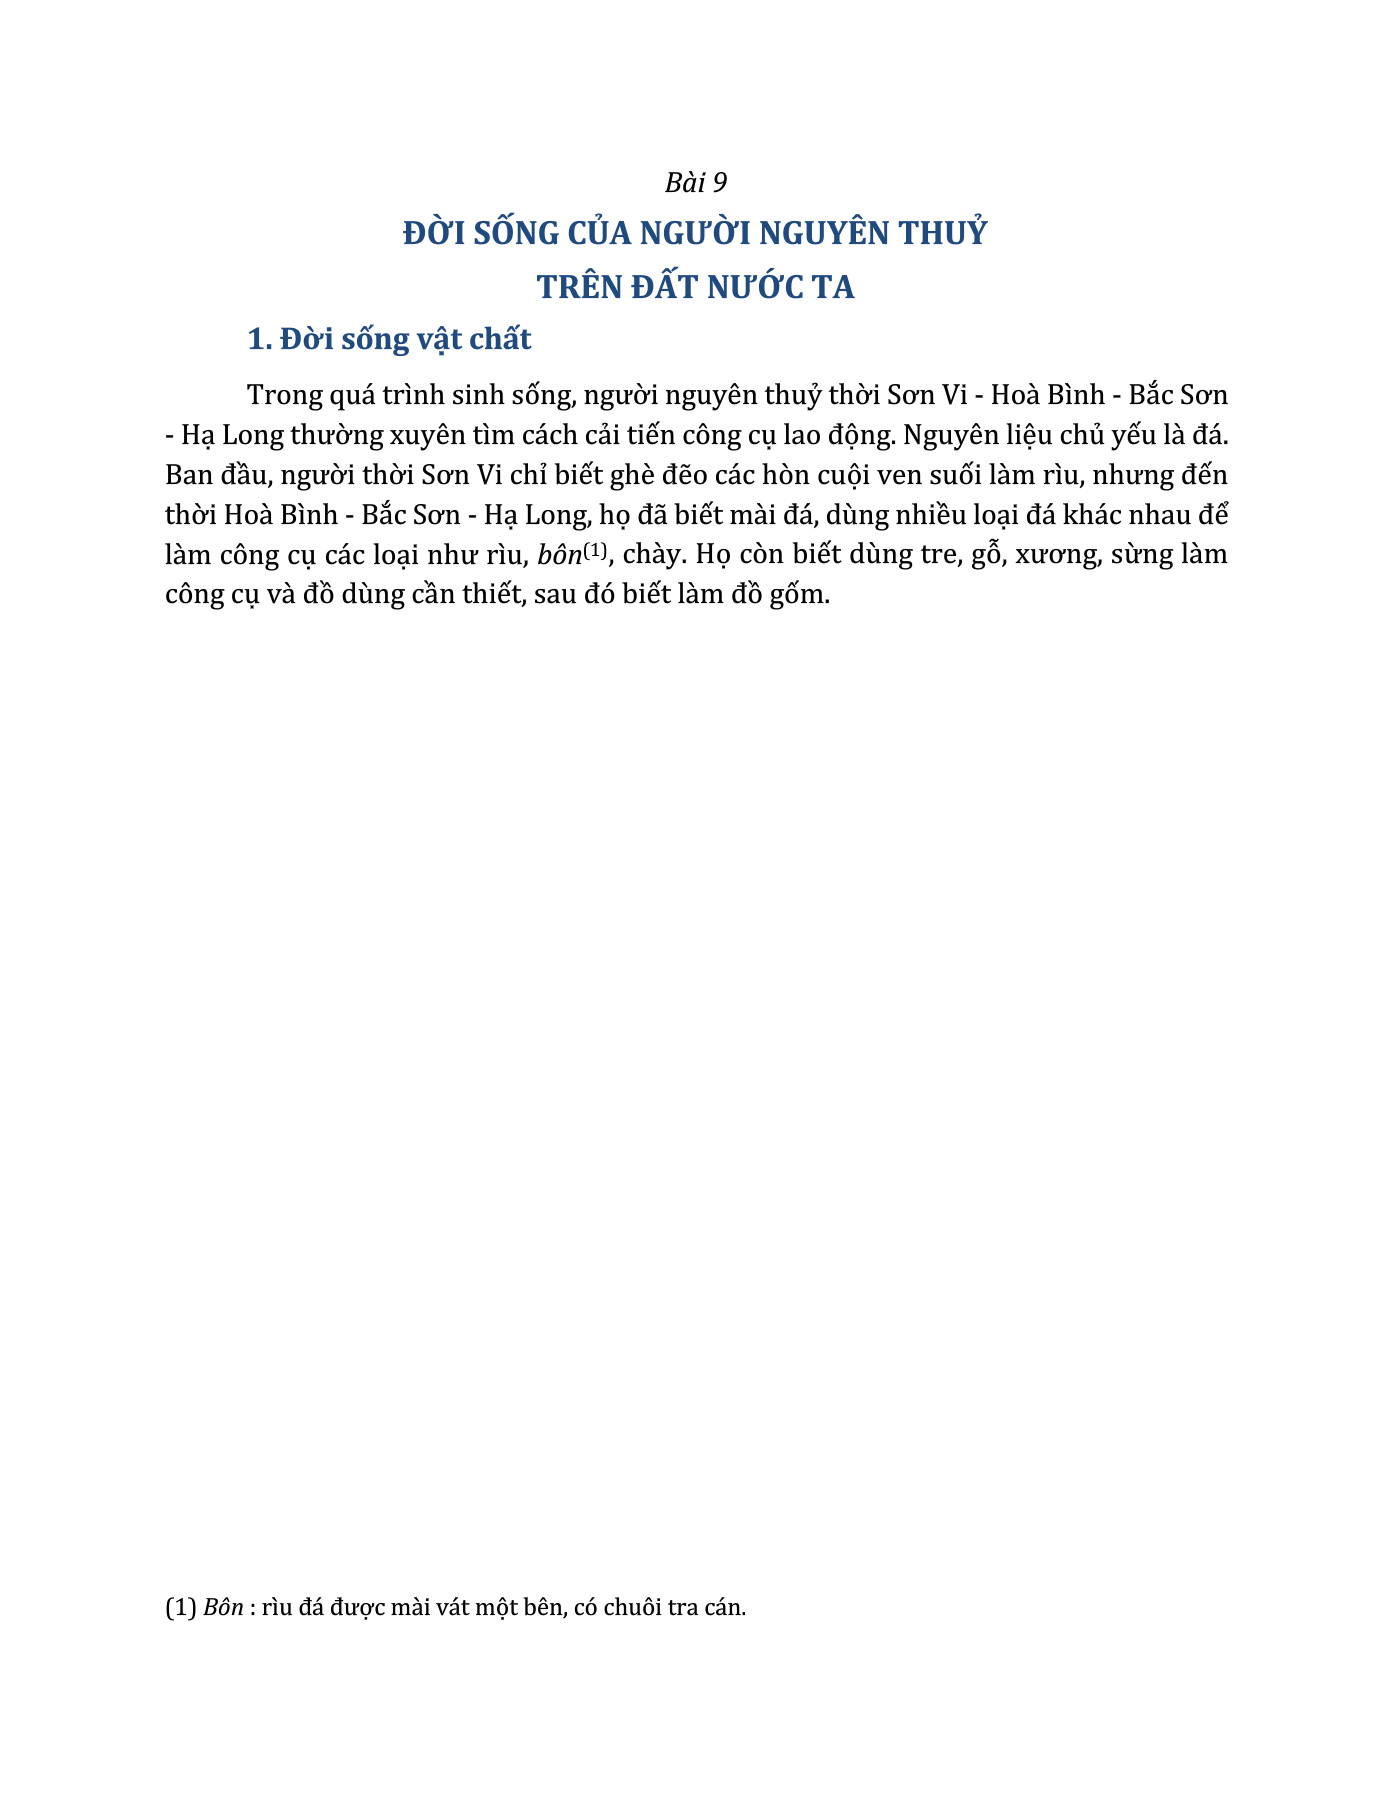 Bài 9
ĐỜI SỐNG CỦA NGƯỜI NGUYÊN THUỶ
TRÊN ĐẤT NƯỚC TA
1. Đời sống vật chất
Trong quá trình sinh sống, người nguyên thuỷ thời Sơn Vi - Hoà Bình - Bắc Sơn
- Hạ Long thường xuyên tìm cách cải tiến công cụ lao động. Nguyên liệu chủ yếu là đá.
Ban đầu, người thời Sơn Vi chỉ biết ghè đẽo các hòn cuội ven suối làm rìu, nhưng đến
thời Hoà Bình - Bắc Sơn - Hạ Long, họ đã biết mài đá, dùng nhiều loại đá khác nhau để
làm công cụ các loại như rìu, bôn(1), chày. Họ còn biết dùng tre, gỗ, xương, sừng làm
công cụ và đồ dùng cần thiết, sau đó biết làm đồ gốm.
(1) Bôn : rìu đá được mài vát một bên, có chuôi tra cán.